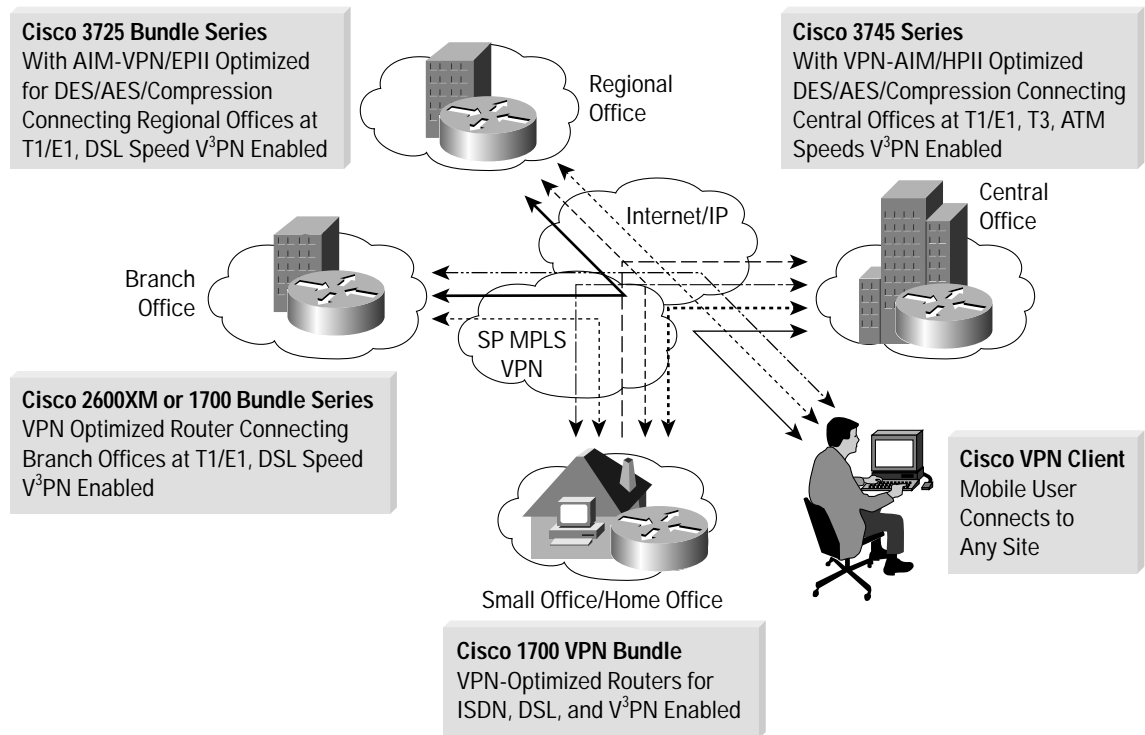 Cisco 3725 Bundle Series
With AIM-VPN/EPII Optimized
for DES/AES/Compression
Connecting Regional Offices at
T1/E1, DSL Speed V³PN Enabled
Regional
Office
Cisco 3745 Series
With VPN-AIM/HPII Optimized
DES/AES/Compression Connecting
Central Offices at T1/E1, T3, ATM
Speeds V³PN Enabled
Internet/IP
Central
Office
Branch
Office
SP MPLS
VPN
Cisco 2600XM or 1700 Bundle Series
VPN Optimized Router Connecting
Branch Offices at T1/E1, DSL Speed
V³PN Enabled
Cisco VPN Client
Mobile User
Connects to
Any Site
Small Office/Home Office
Cisco 1700 VPN Bundle
VPN-Optimized Routers for
ISDN, DSL, and V³PN Enabled